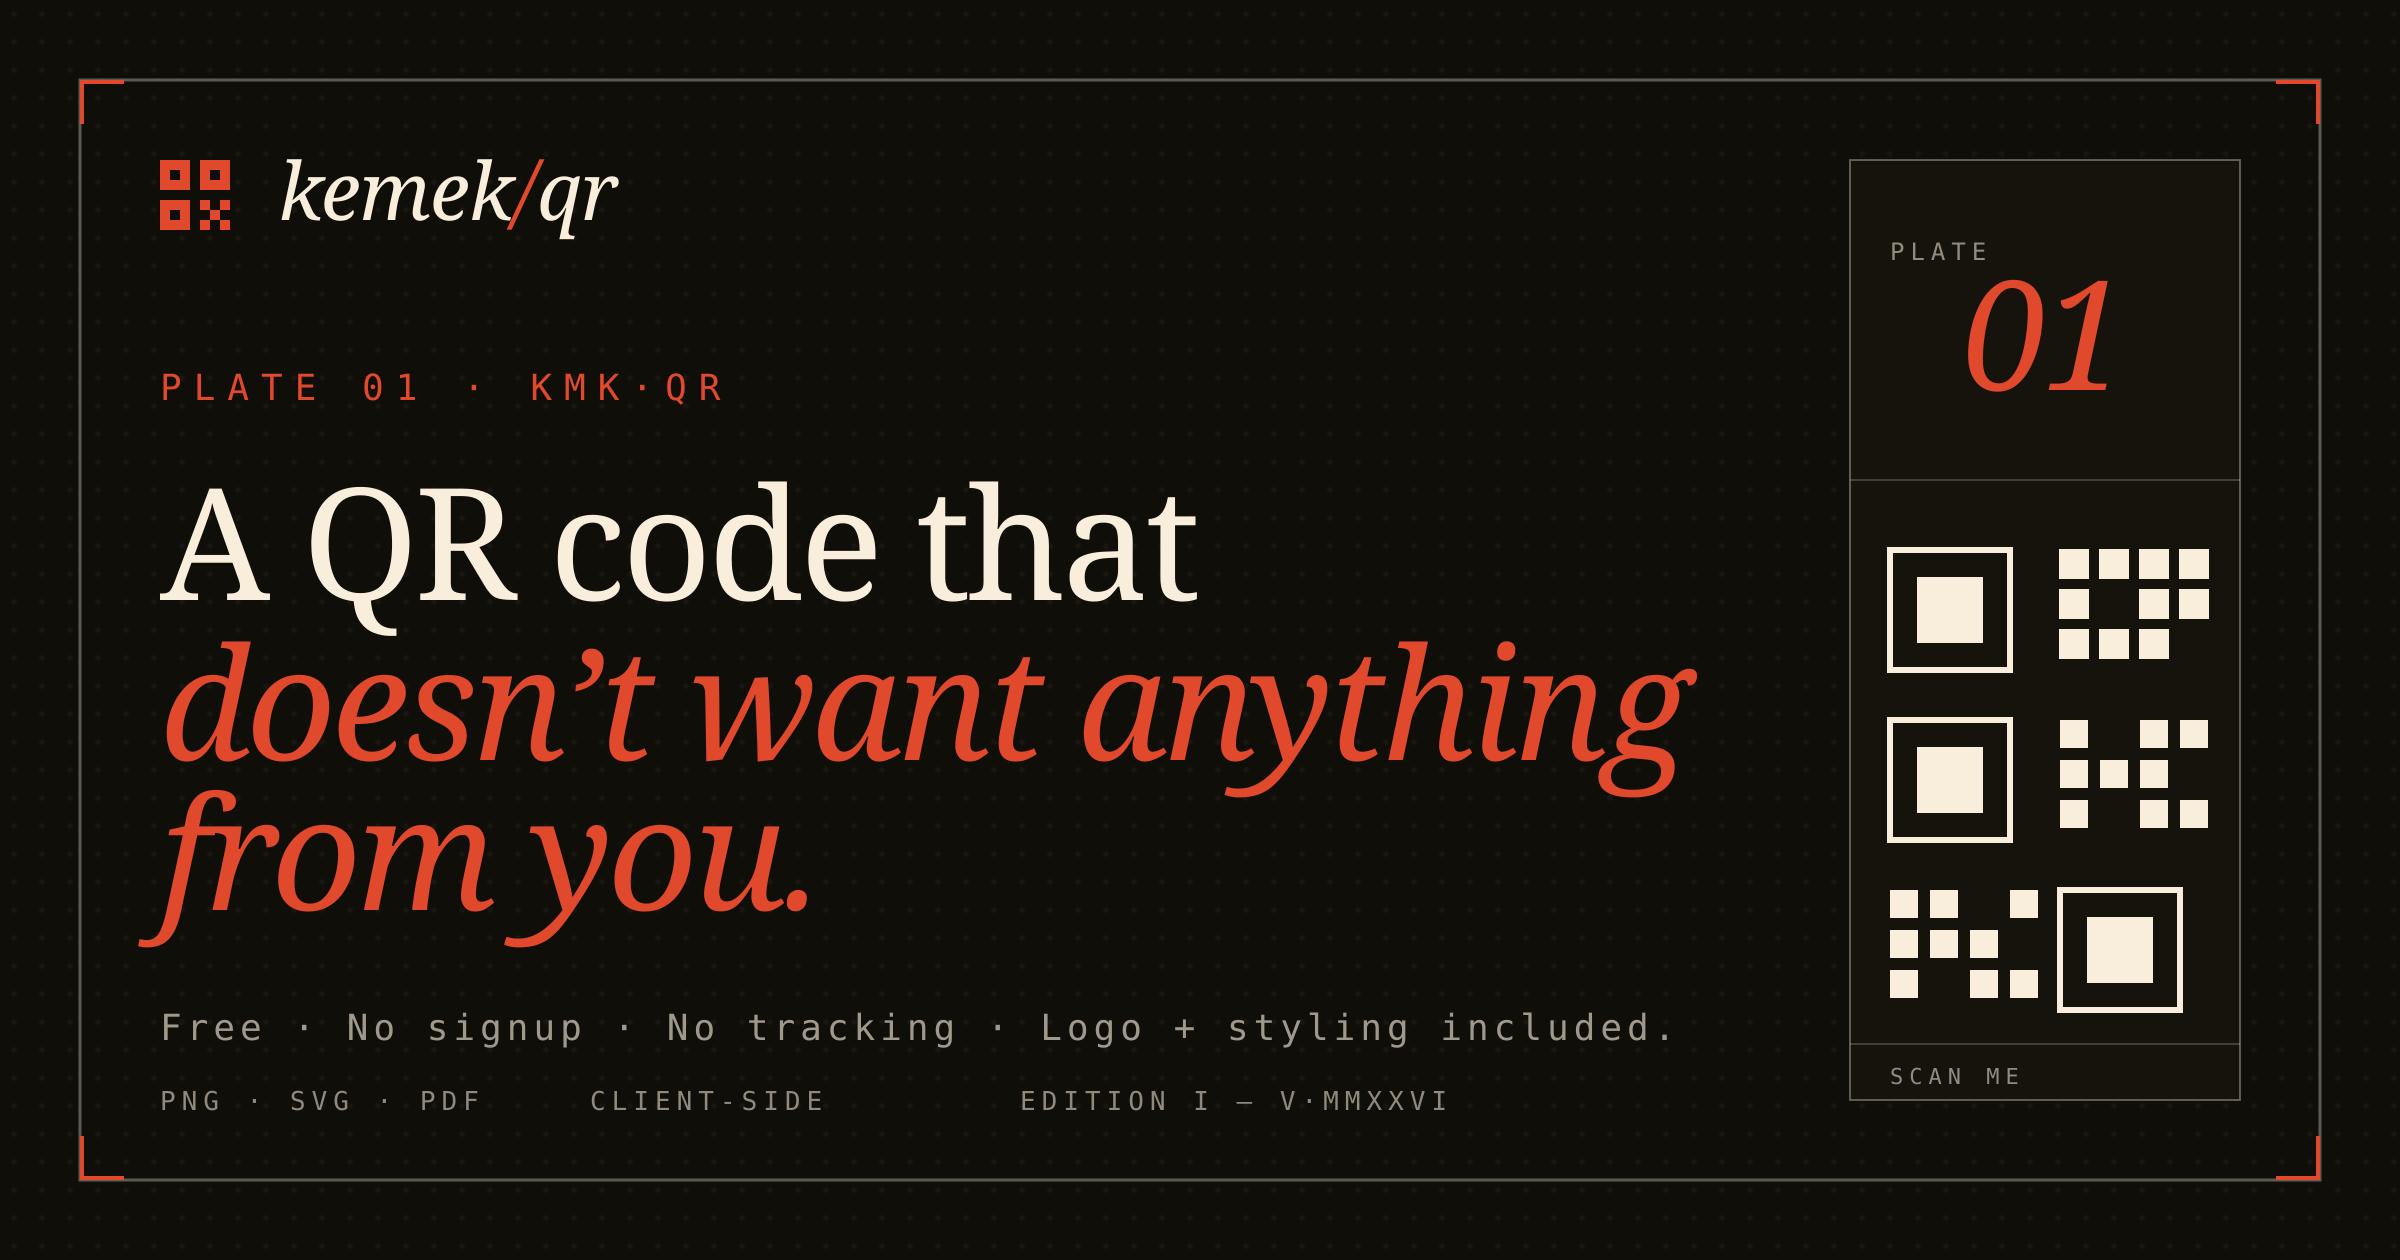 kemek/qr
PLATE 01 · KMK·QR
A QR code that
doesn’t want anything
from you.
Free · No signup · No tracking · Logo + styling included.
PNG · SVG · PDF
CLIENT-SIDE
EDITION I — V·MMXXVI
PLATE
01
SCAN ME